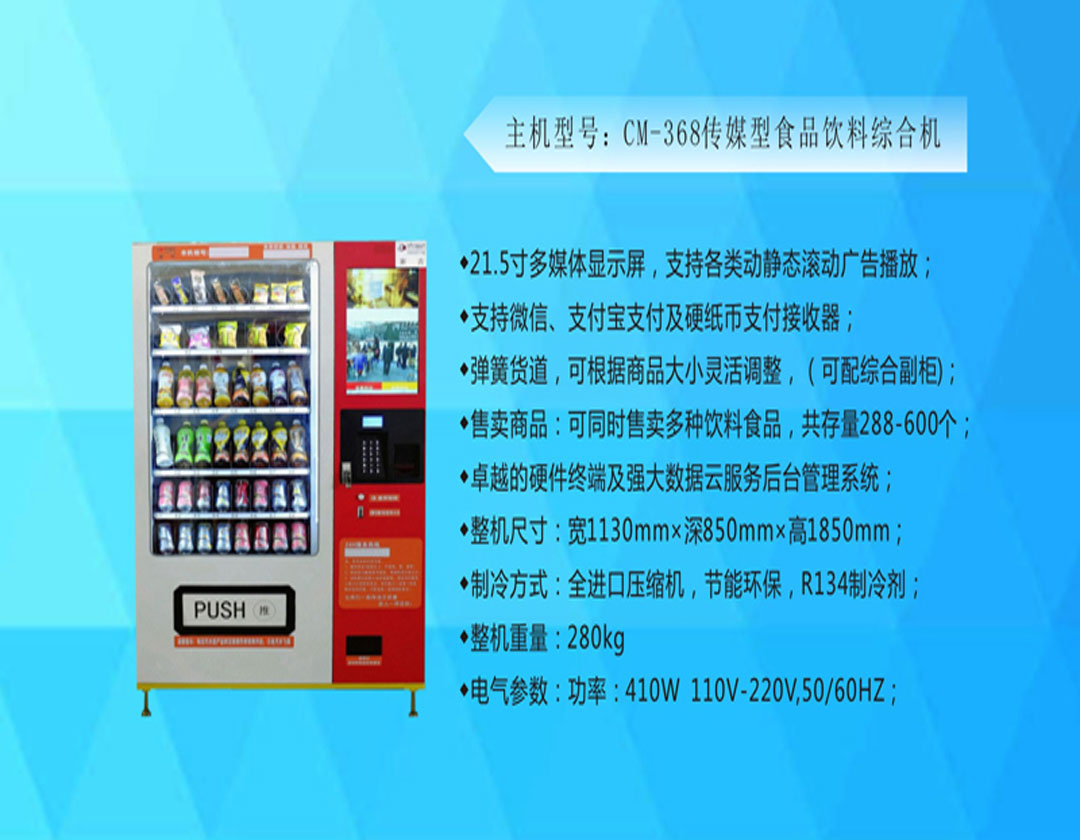 主机型号：CM-368传媒型食品饮料综合机
♦21.5寸多媒体显示屏，支持各类动静态滚动广告播放；
♦支持微信、支付宝支付及硬纸币支付接收器；
♦弹簧货道，可根据商品大小灵活调整，（可配综合副柜)；
♦售卖商品：可同时售卖多种饮料食品，共存量288-600个；
♦卓越的硬件终端及强大数据云服务后台管理系统；
♦整机尺寸：宽1130mm×深850mm×高1850mm；
♦制冷方式：全进口压缩机，节能环保，R134制冷剂；
♦整机重量：280kg
♦电气参数：功率：410W 110V-220V,50/60HZ；
PUSH 推